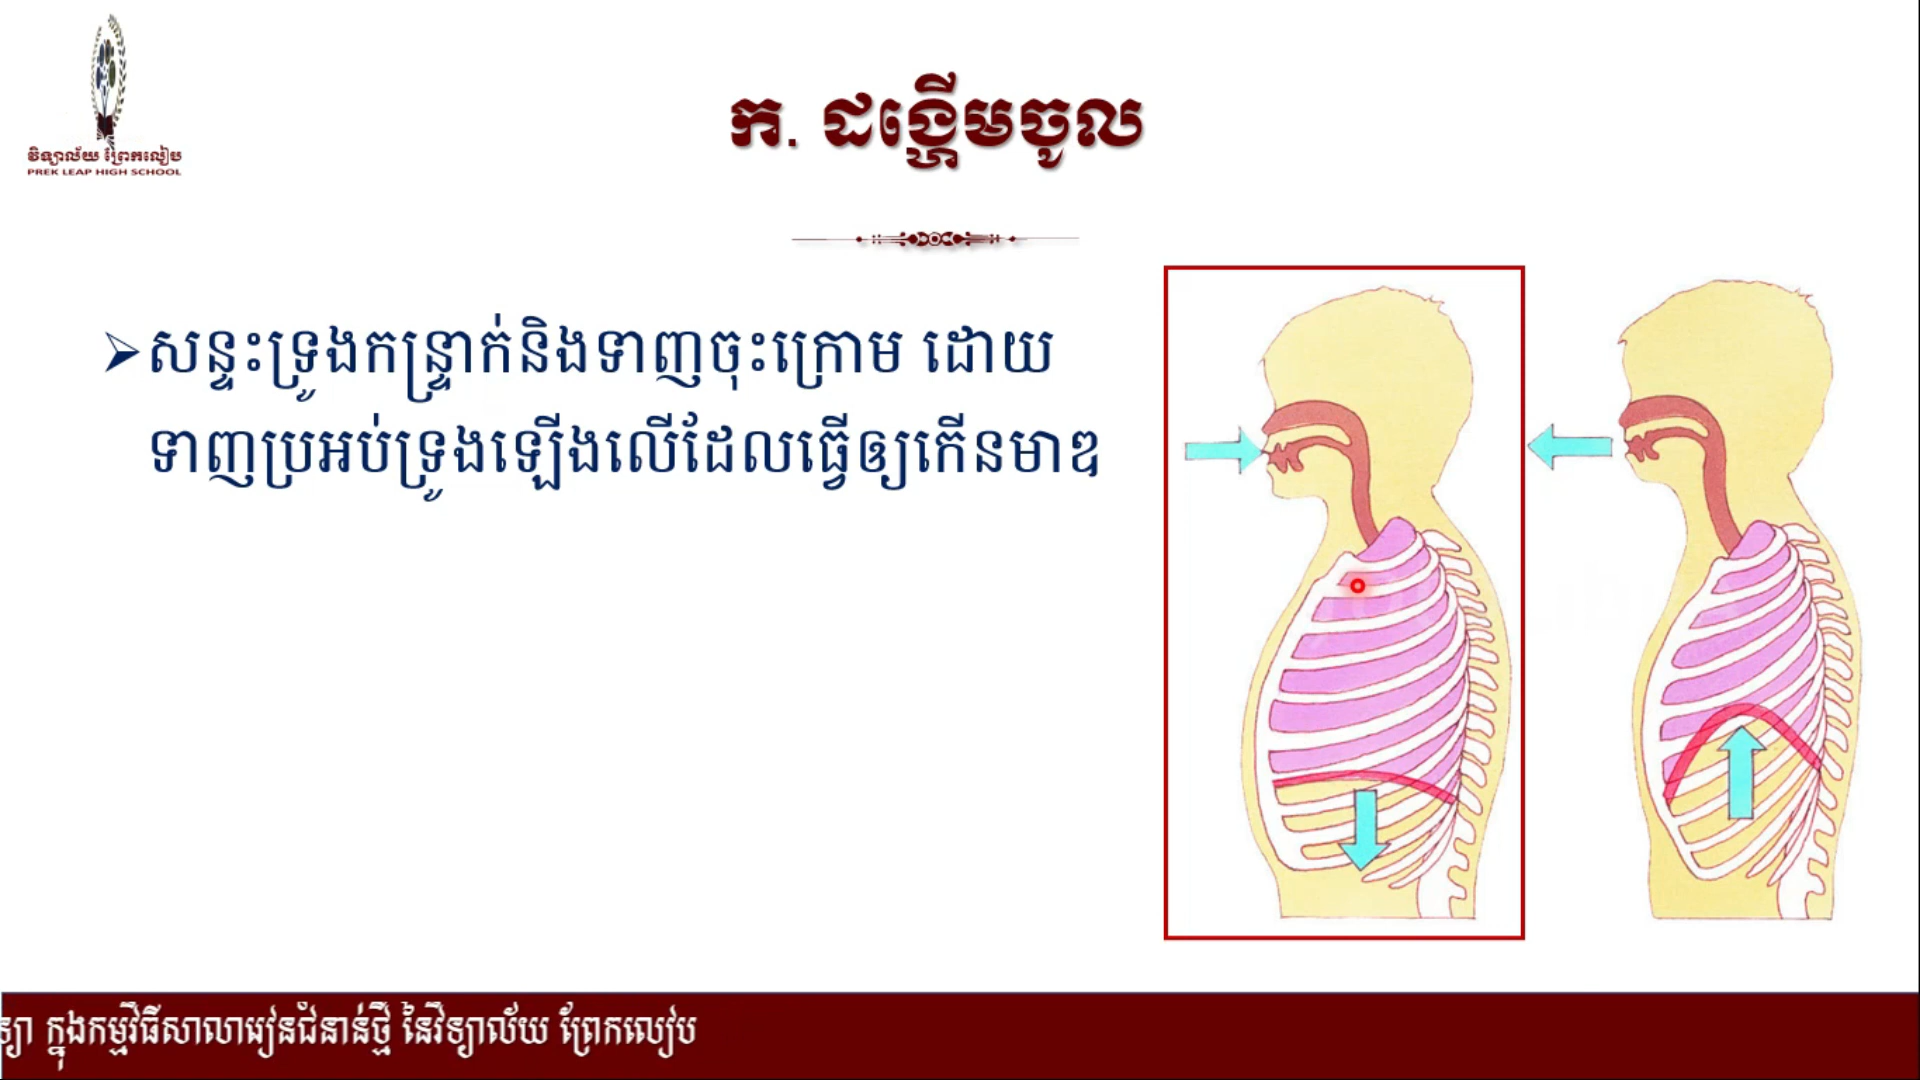 វិទ្យាល័យ ព្រែកលៀប
PREK LEAP HIGH SCHOOL
ក. ដង្ហើមចូល
➢សន្ទះទ្រូងកន្ត្រាក់និងទាញចុះក្រោម ដោយ
ទាញប្រអប់ទ្រូងឡើងលើដែលធ្វើឲ្យកើនមាឌ
ក្នុងកម្មវិធីសាលារៀនជំនាន់ថ្មី នៃវិទ្យាល័យ ព្រែកលៀប